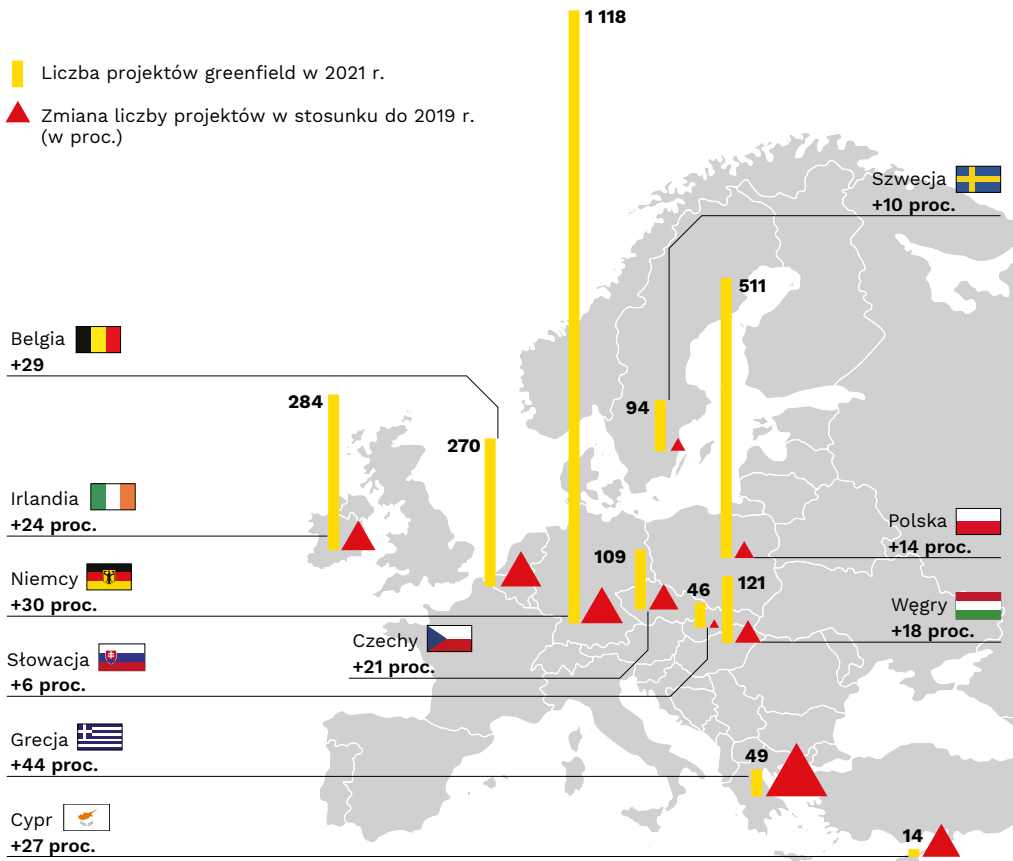 1 118
Liczba projektów greenfield w 2021 r.
Zmiana liczby projektów w stosunku do 2019 r.
(w proc.)
Szwecja
+10 proc.
511
Belgia
+29
284
94
270
Irlandia
+24 proc.
Polska
+14 proc.
109
Niemcy
+30 proc.
46
121
Węgry
+18 proc.
Czechy
+21 proc.
Słowacja
+6 proc.
Grecja
+44 proc.
49
Cypr
+27 proc.
14